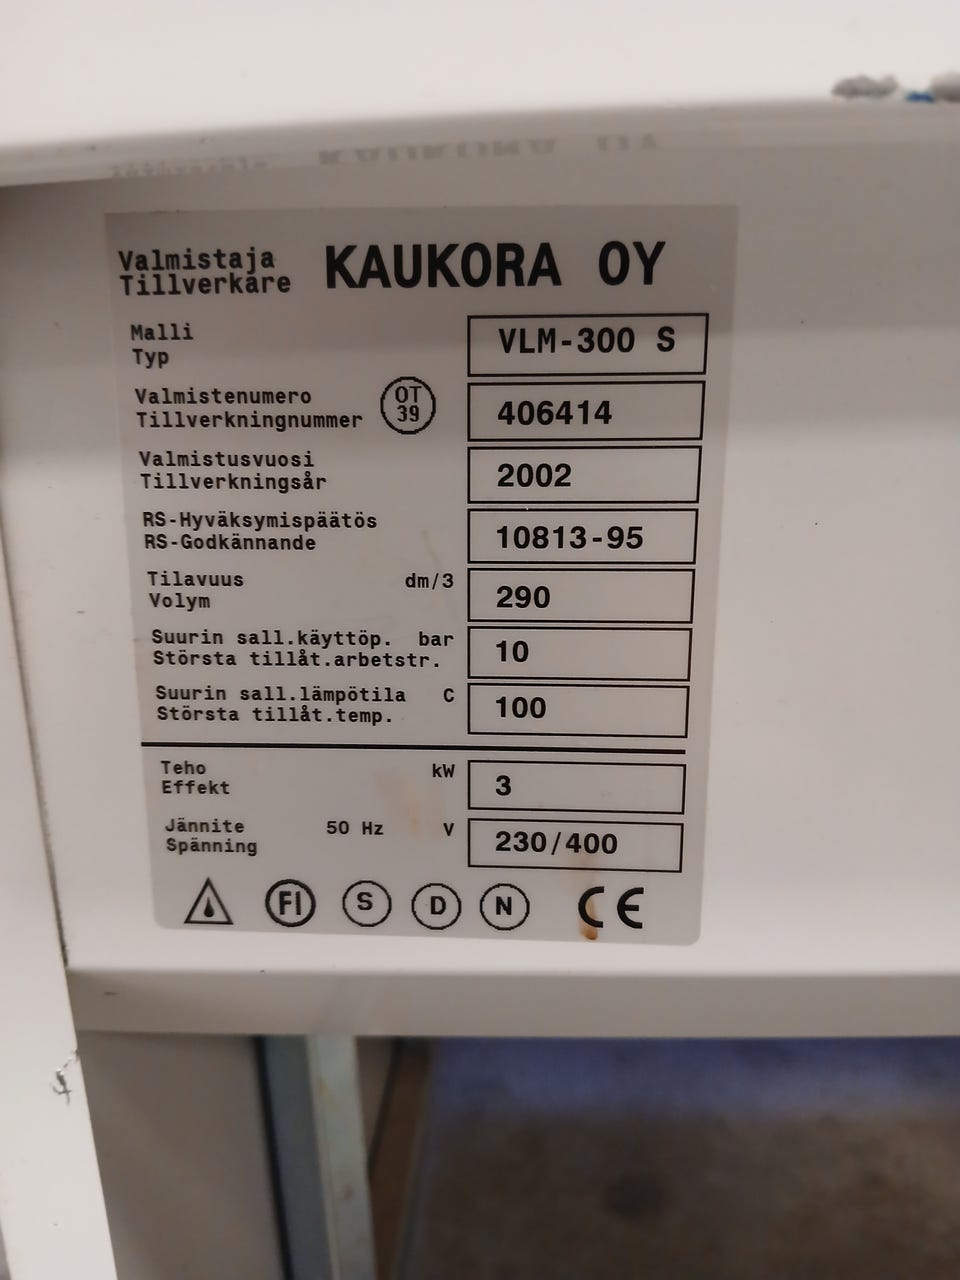 Valmistaja KAUKORA OY
Tillverkare
Malli VLM-300 S
Typ
Valmistenumero OT 406414
Tillverkningnummer 39
Valmistusvuosi 2002
Tillverkningsår
RS-Hyväksymispäätös 10813-95
RS-Godkännande
Tilavuus dm/3 290
Volym
Suurin sall.käyttöp. bar 10
Största tillåt.arbetstr.
Suurin sall.lämpötila C 100
Största tillåt.temp.
Teho kW 3
Effekt
Jännite 50 Hz V 230/400
Spänning
FI S D N CE